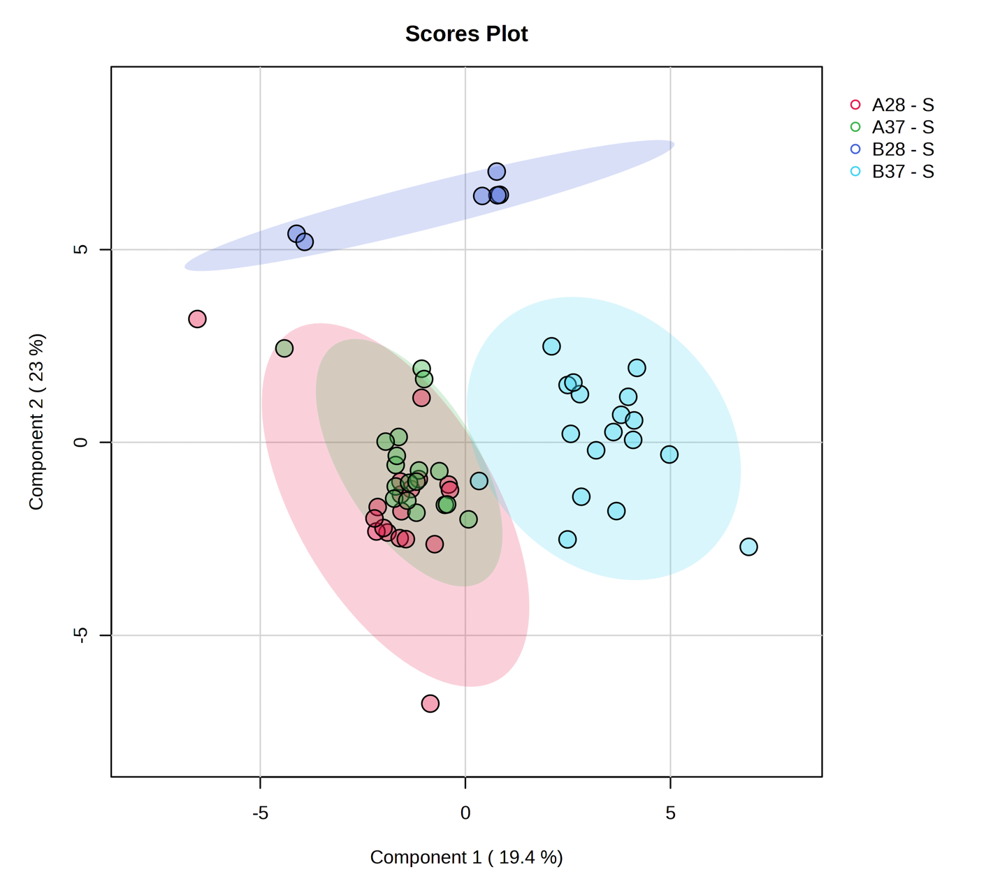 Scores Plot
A28 - S
A37 - S
B28 - S
B37 - S
Component 2 ( 23 %)
5
0
-5
-5 0 5
Component 1 ( 19.4 %)